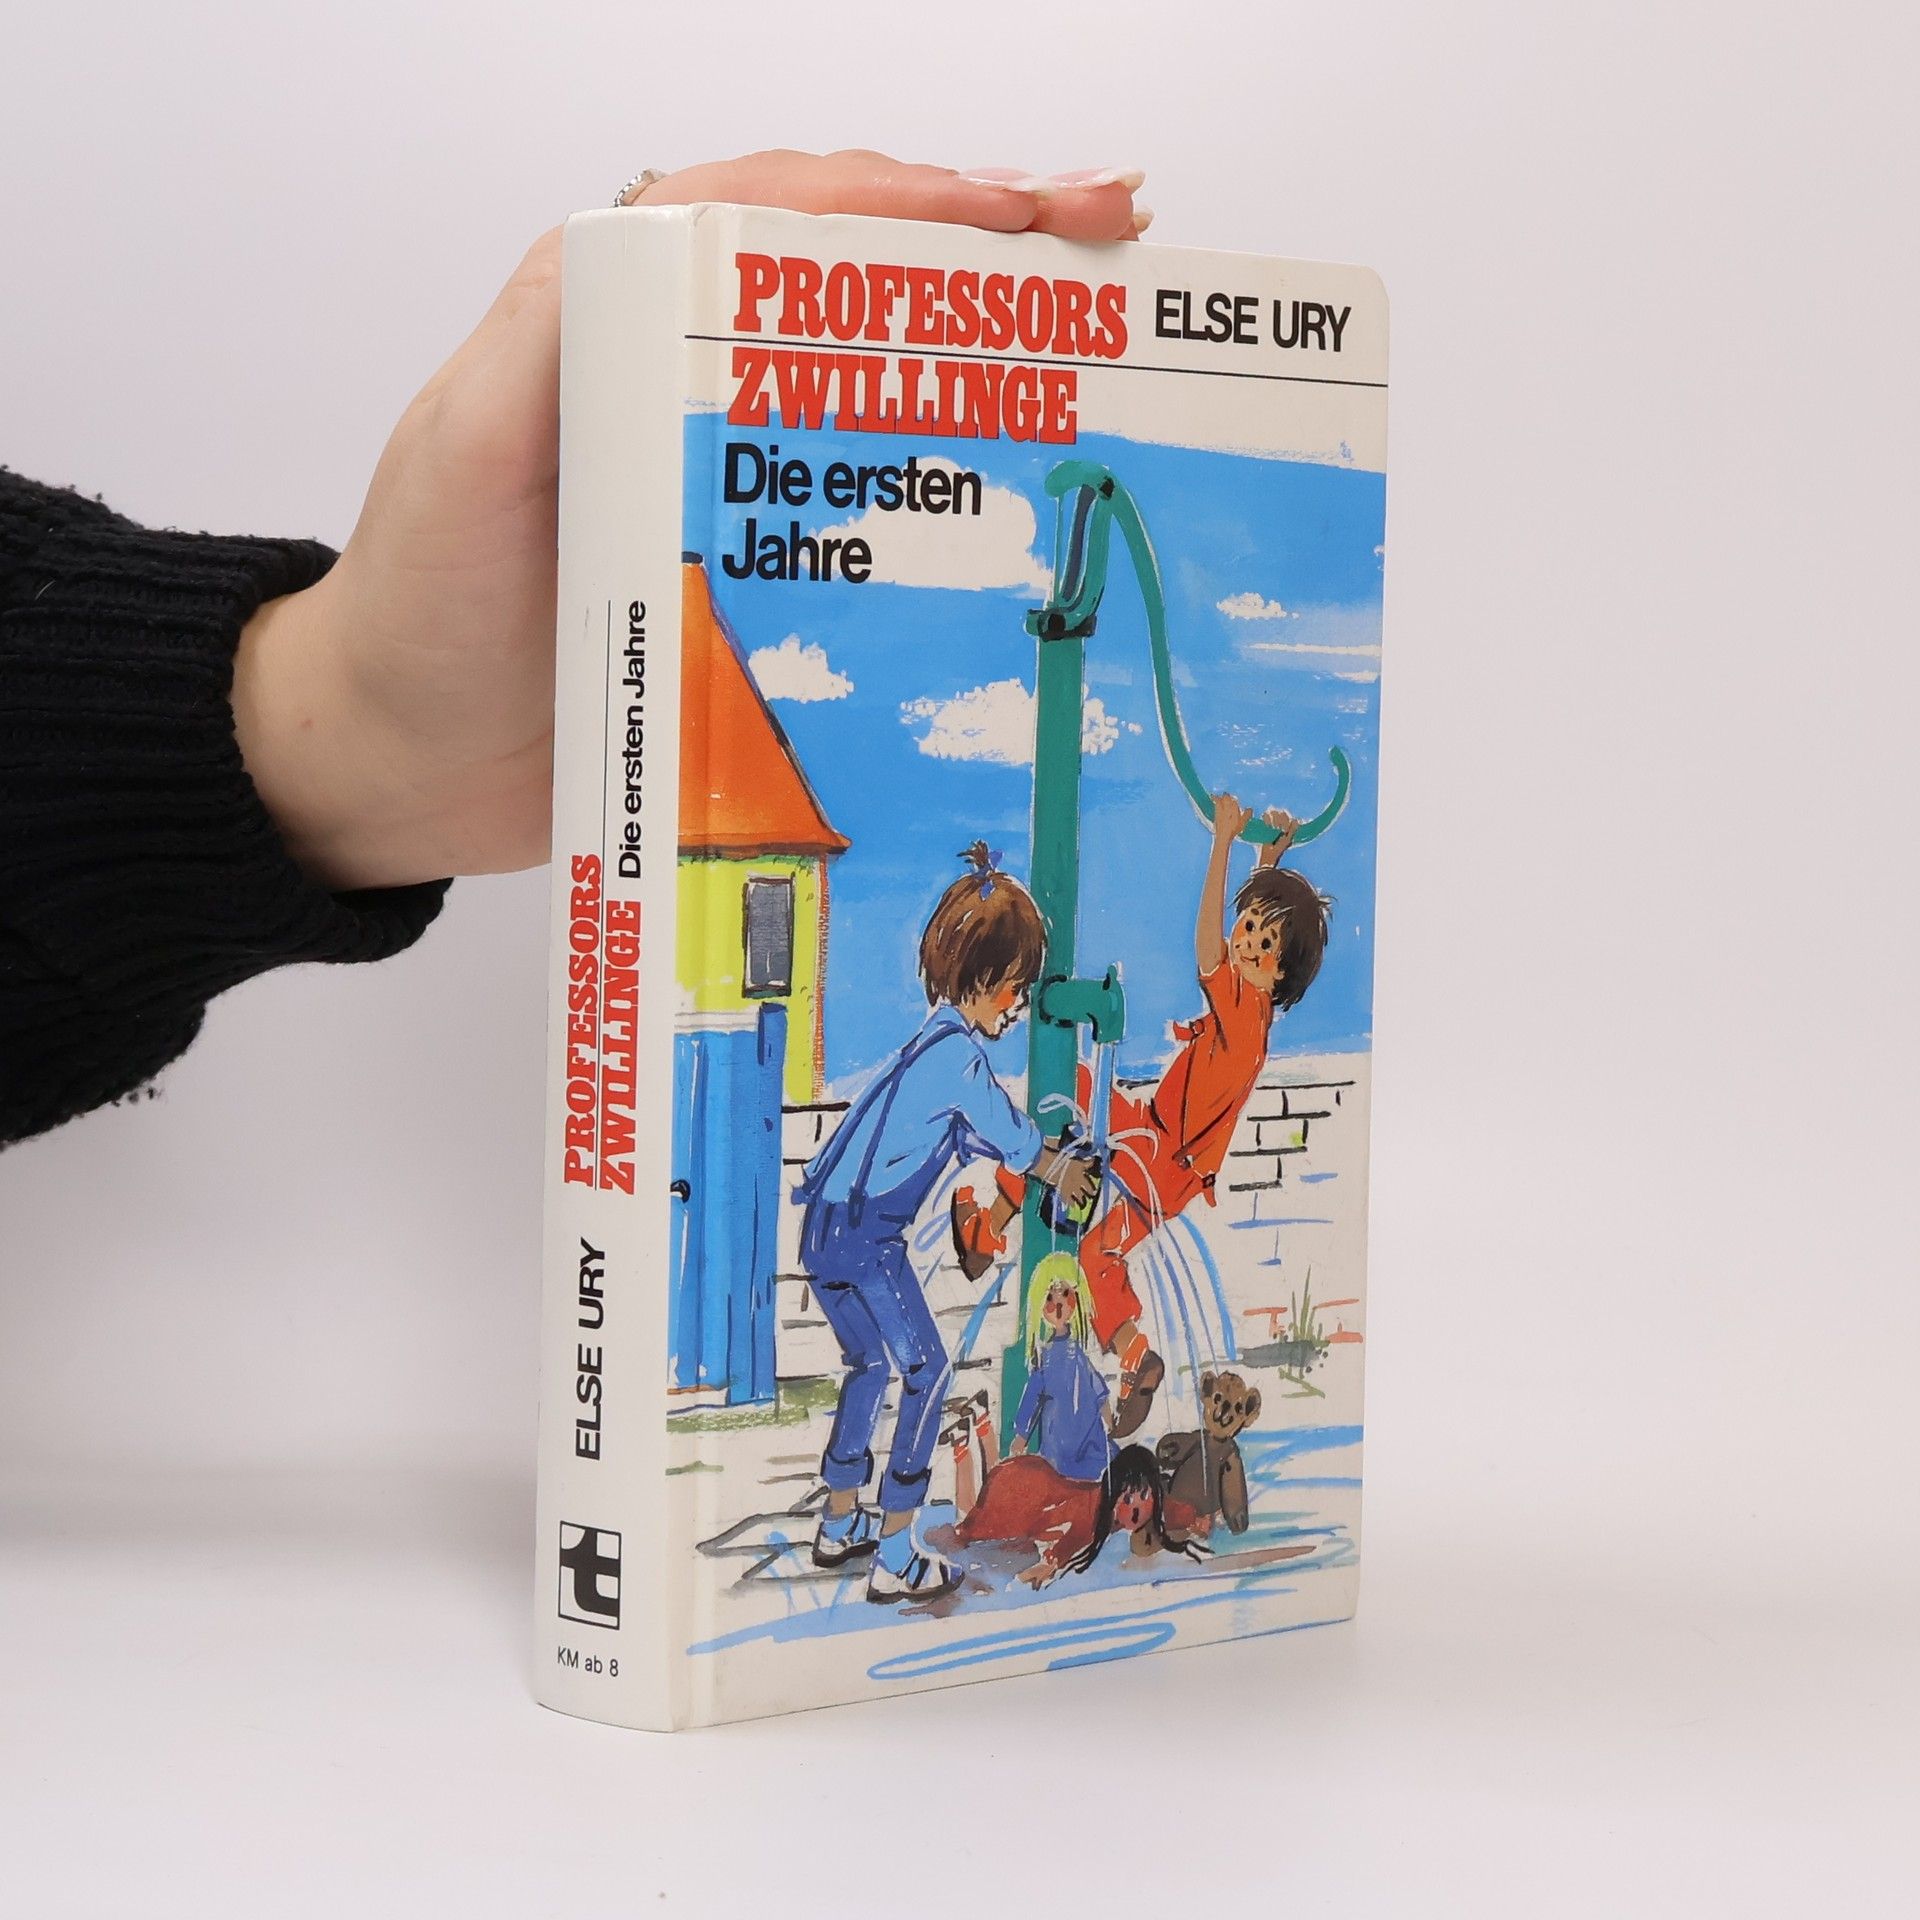 PROFESSORS
ELSE URY
ZWILLINGE
Die ersten
Jahre
PROFESSORS
ZWILLINGE Die ersten Jahre
ELSE URY
t
KM ab 8